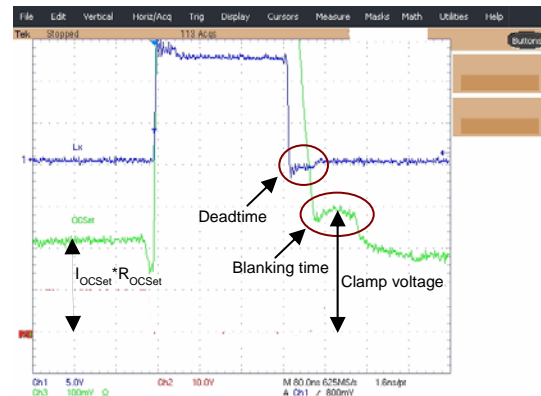 File Edit Vertical Horiz/Acq Trig Display Cursors Measure Masks Math Utilities Help
Tek Stopped 113 Acqs Buttons
Lx
1
Deadtime
OCSet
Blanking time
IOCSet*ROCSet
Clamp voltage
Ch1 5.0V Ch2 10.0V M 80.0ns 625MS/s 1.6ns/pt
Ch3 100mV Ω A Ch1 / 800mV